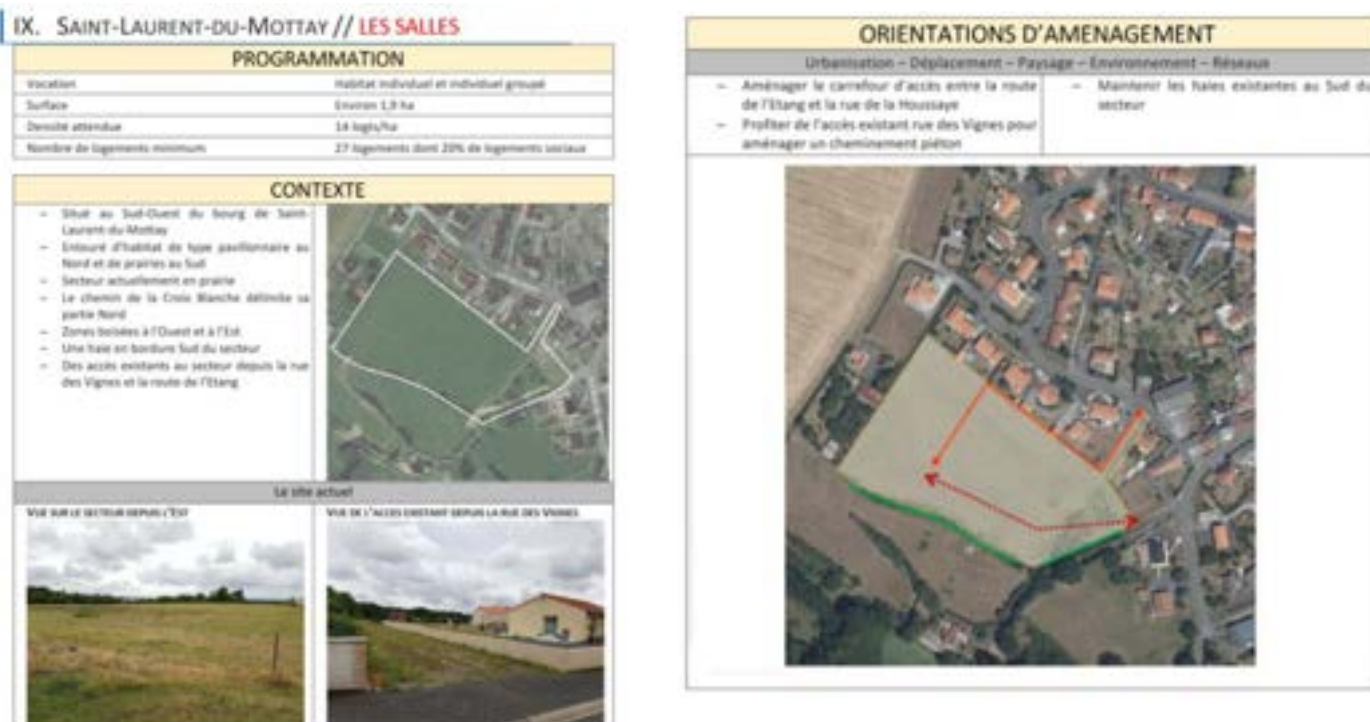 IX. SAINT-LAURENT-DU-MOTTAY // LES SALLES
PROGRAMMATION
Vocation Habitat individuel et individuel groupé
Surface Environ 1,9 ha
Densité attendue 14 logts/ha
Nombre de logements minimum 27 logements dont 20% de logements sociaux
CONTEXTE
– Situé au Sud-Ouest du bourg de Saint-
Laurent-du-Mottay
– Entouré d'habitat de type pavillonnaire au
Nord et de prairies au Sud
– Secteur actuellement en prairie
– Le chemin de la Croix Blanche délimite sa
partie Nord
– Zones boisées à l'Ouest et à l'Est
– Une haie en bordure Sud du secteur
– Des accès existants au secteur depuis la rue
des Vignes et la route de l'Etang
Le site actuel
VUE SUR LE SECTEUR DEPUIS L'EST
VUE DE L'ACCES EXISTANT DEPUIS LA RUE DES VIGNES
ORIENTATIONS D'AMENAGEMENT
Urbanisation – Déplacement – Paysage – Environnement – Réseaux
– Aménager le carrefour d'accès entre la route
de l'Etang et la rue de la Houssaye
– Profiter de l'accès existant rue des Vignes pour
aménager un cheminement piéton
– Maintenir les haies existantes au Sud du
secteur